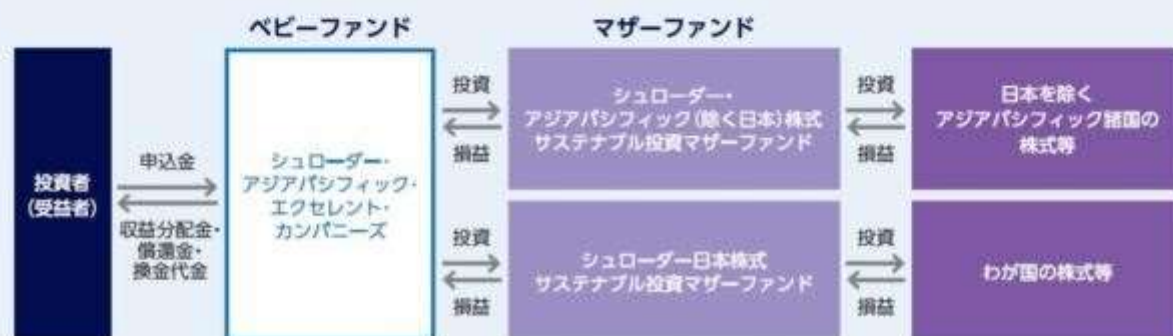 ベビーファンド
マザーファンド
投資者
(受益者)
申込金
収益分配金・
償還金・
換金代金
シュローダー・
アジアパシフィック・
エクセレント・
カンパニーズ
投資
損益
シュローダー・
アジアパシフィック(除く日本)株式
サステナブル投資マザーファンド
投資
損益
日本を除く
アジアパシフィック諸国の
株式等
投資
損益
シュローダー日本株式
サステナブル投資マザーファンド
投資
損益
わが国の株式等